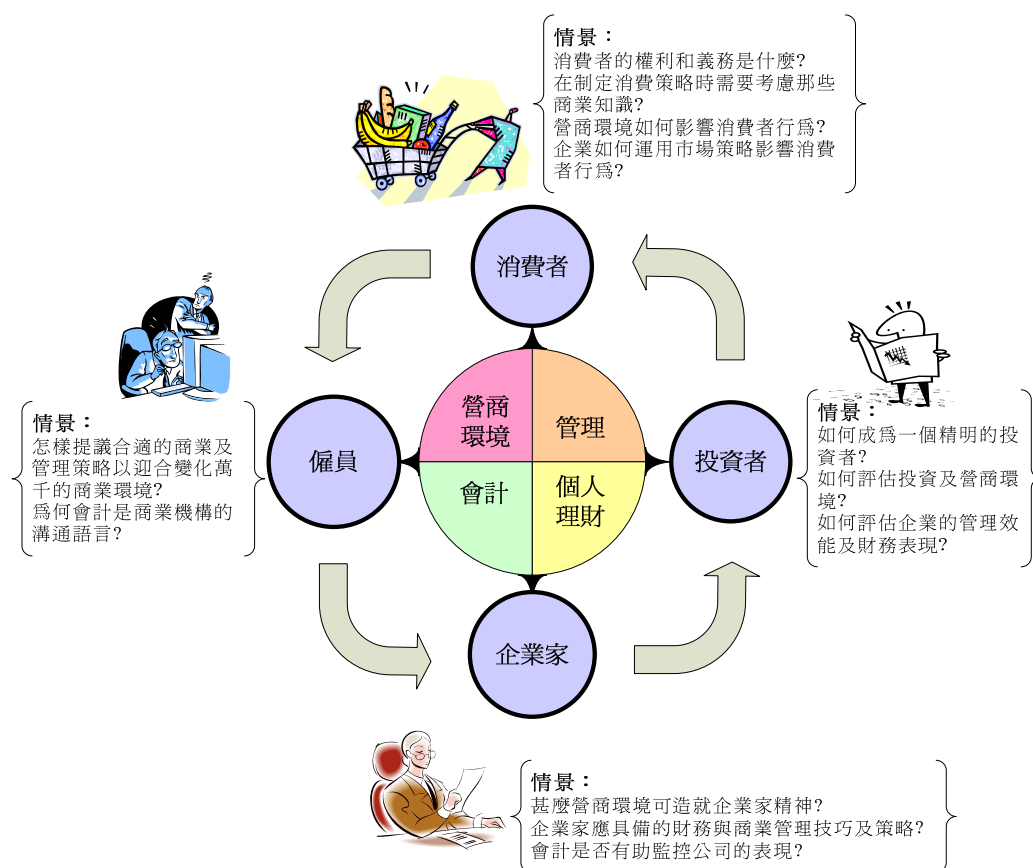 情景：
消費者的權利和義務是什麼?
在制定消費策略時需要考慮那些
商業知識?
營商環境如何影響消費者行爲?
企業如何運用市場策略影響消費
者行爲?
消費者
情景：
怎樣提議合適的商業及
管理策略以迎合變化萬
千的商業環境?
爲何會計是商業機構的
溝通語言?
僱員
營商
環境
管理
會計
個人
理財
投資者
情景：
如何成爲一個精明的投
資者?
如何評估投資及營商環
境?
如何評估企業的管理效
能及財務表現?
企業家
情景：
甚麼營商環境可造就企業家精神?
企業家應具備的財務與商業管理技巧及策略?
會計是否有助監控公司的表現?